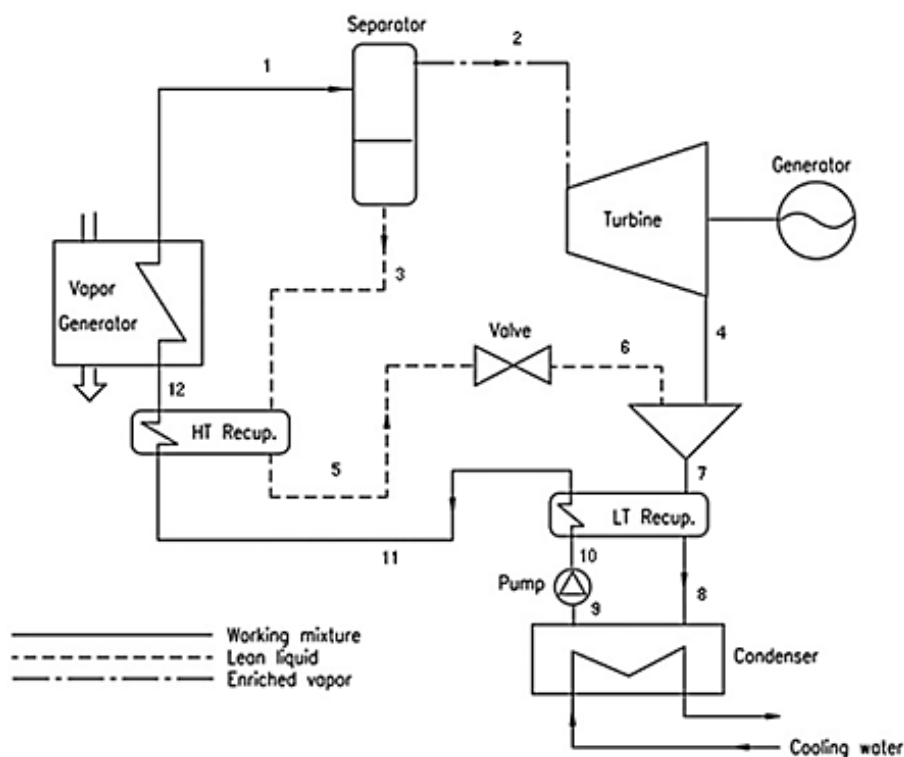 Separator
2
1
Generator
Turbine
3
Vapor
Generator
Valve
6
4
12
HT Recup.
5
7
LT Recup.
11
10
Pump
9
8
Working mixture
Lean liquid
Enriched vapor
Condenser
Cooling water